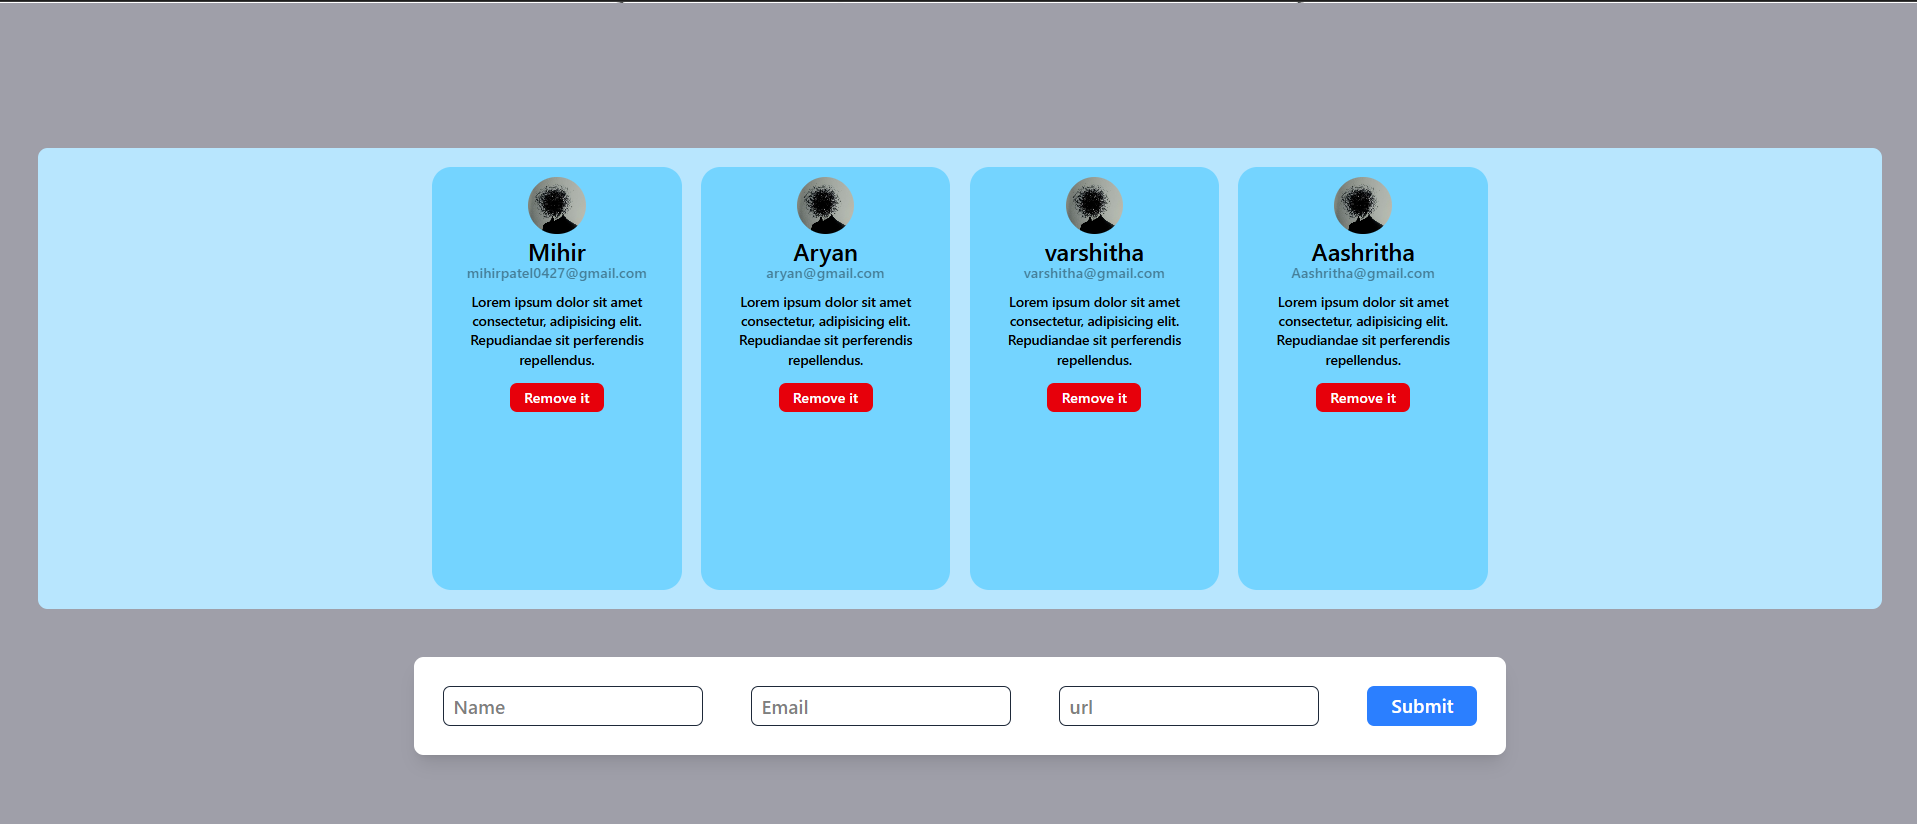 Mihir
mihirpatel0427@gmail.com
Lorem ipsum dolor sit amet
consectetur, adipisicing elit.
Repudiandae sit perferendis
repellendus.
Remove it
Aryan
aryan@gmail.com
Lorem ipsum dolor sit amet
consectetur, adipisicing elit.
Repudiandae sit perferendis
repellendus.
Remove it
varshitha
varshitha@gmail.com
Lorem ipsum dolor sit amet
consectetur, adipisicing elit.
Repudiandae sit perferendis
repellendus.
Remove it
Aashritha
Aashritha@gmail.com
Lorem ipsum dolor sit amet
consectetur, adipisicing elit.
Repudiandae sit perferendis
repellendus.
Remove it
Name
Email
url
Submit